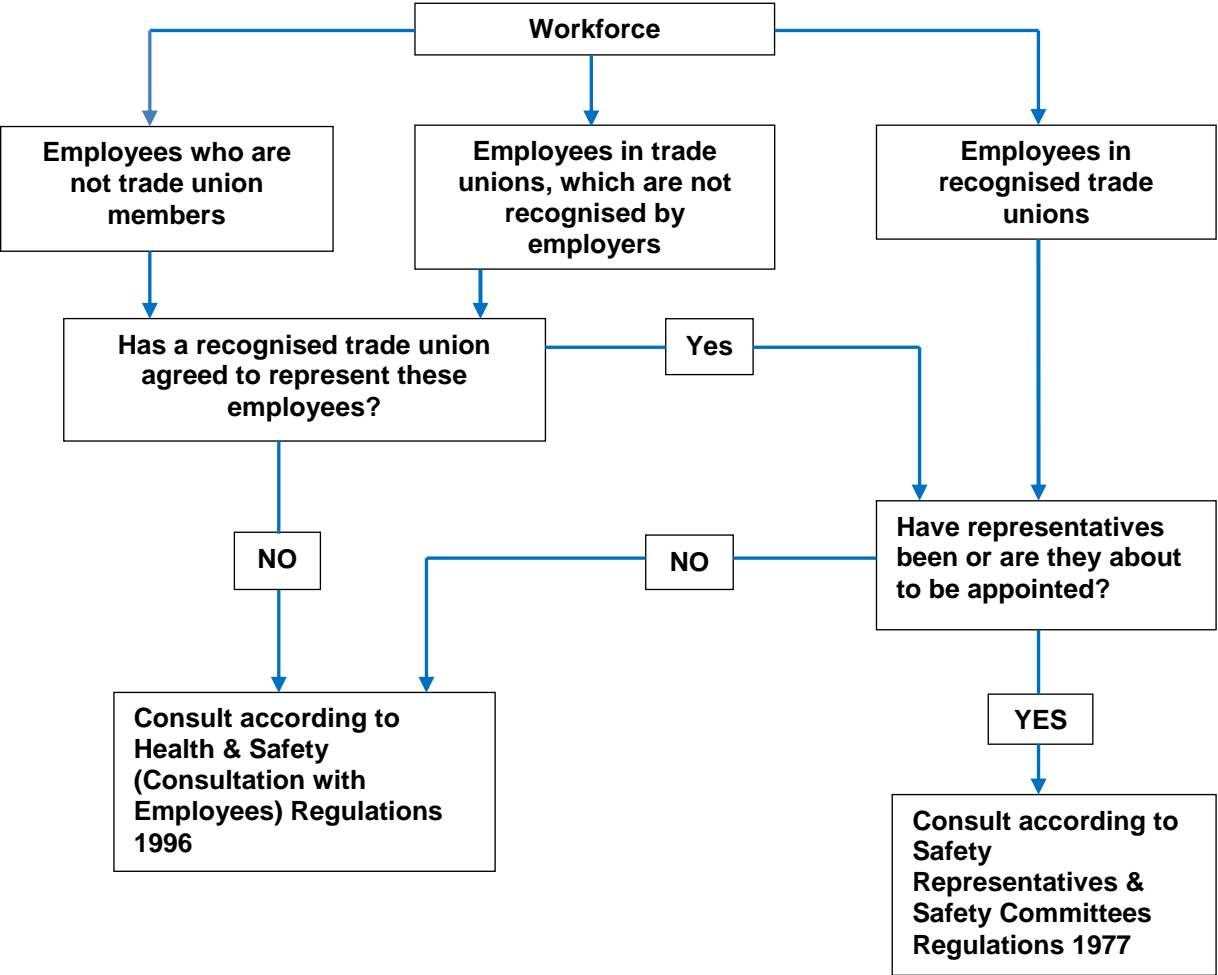 Workforce
Employees who are
not trade union
members
Employees in trade
unions, which are not
recognised by
employers
Employees in
recognised trade
unions
Has a recognised trade union
agreed to represent these
employees?
Yes
Have representatives
been or are they about
to be appointed?
NO
NO
Consult according to
Health & Safety
(Consultation with
Employees) Regulations
1996
YES
Consult according to
Safety
Representatives &
Safety Committees
Regulations 1977